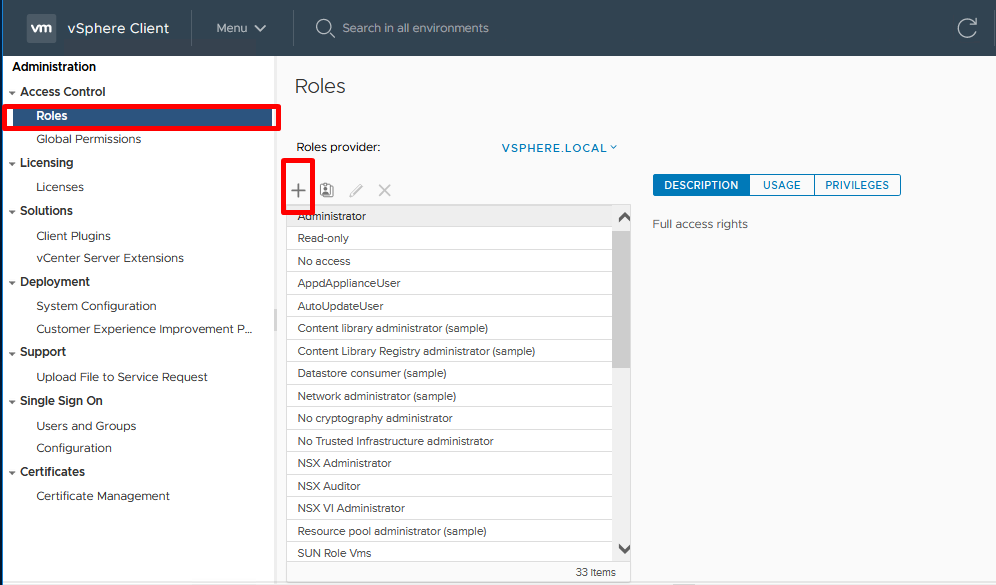 vm vSphere Client Menu Search in all environments
Administration
Access Control
Roles
Global Permissions
Licensing
Licenses
Solutions
Client Plugins
vCenter Server Extensions
Deployment
System Configuration
Customer Experience Improvement P...
Support
Upload File to Service Request
Single Sign On
Users and Groups
Configuration
Certificates
Certificate Management
Roles
Roles provider: VSPHERE.LOCAL
Administrator
Read-only
No access
AppdApplianceUser
AutoUpdateUser
Content library administrator (sample)
Content Library Registry administrator (sample)
Datastore consumer (sample)
Network administrator (sample)
No cryptography administrator
No Trusted Infrastructure administrator
NSX Administrator
NSX Auditor
NSX VI Administrator
Resource pool administrator (sample)
SUN Role Vms
33 items
DESCRIPTION USAGE PRIVILEGES
Full access rights